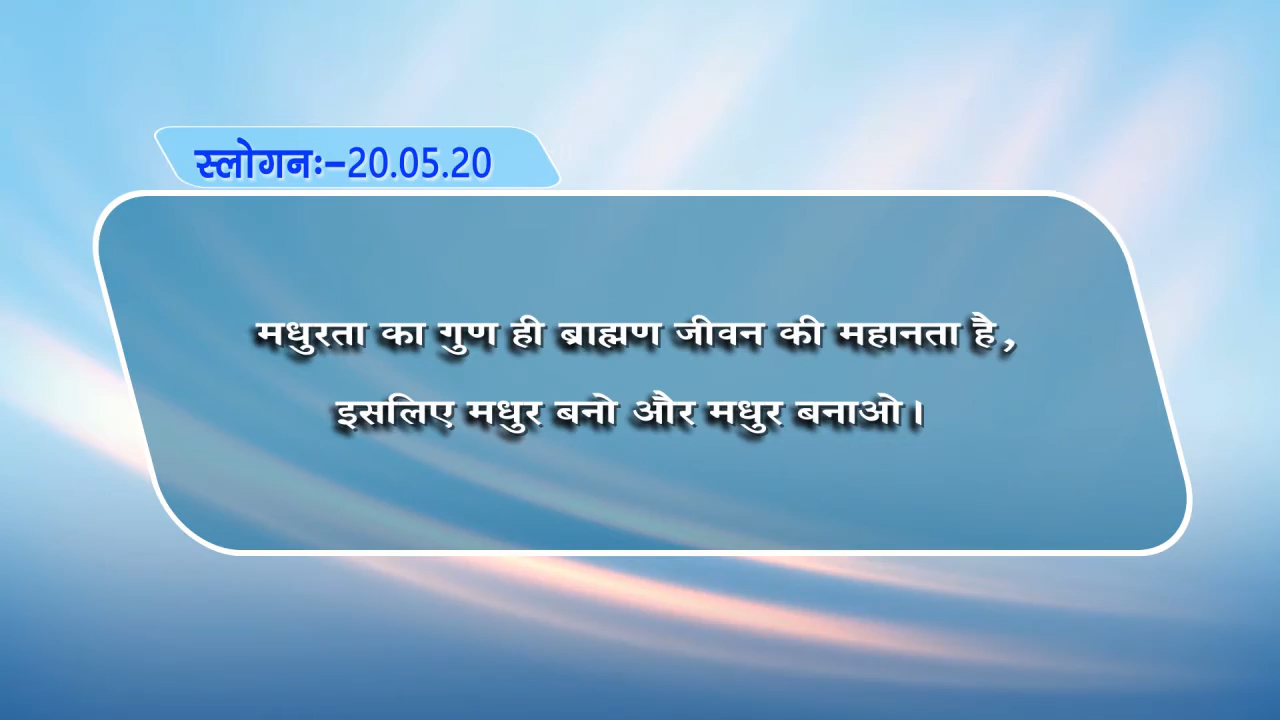 स्लोगनः–20.05.20
मधुरता का गुण ही ब्राह्मण जीवन की महानता है,
इसलिए मधुर बनो और मधुर बनाओ।